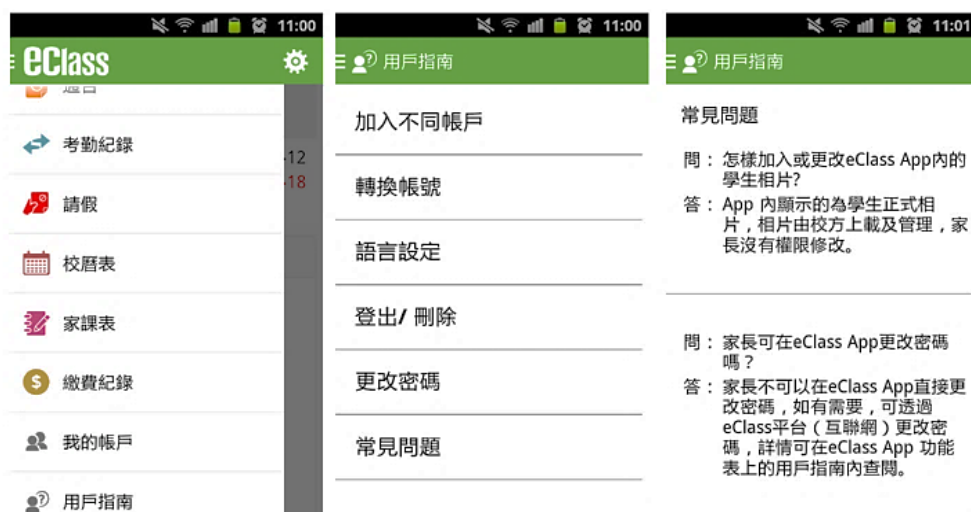 11:00
eClass
考勤紀錄
12
18
請假
校曆表
家課表
$ 繳費紀錄
我的帳戶
用戶指南
11:00
用戶指南
加入不同帳戶
轉換帳號
語言設定
登出/ 刪除
更改密碼
常見問題
11:01
用戶指南
常見問題
問： 怎樣加入或更改eClass App內的
學生相片?
答： App 內顯示的為學生正式相
片，相片由校方上載及管理，家
長沒有權限修改。
問： 家長可在eClass App更改密碼
嗎？
答： 家長不可以在eClass App直接更
改密碼，如有需要，可透過
eClass平台（互聯網）更改密
碼，詳情可在eClass App 功能
表上的用戶指南內查閱。